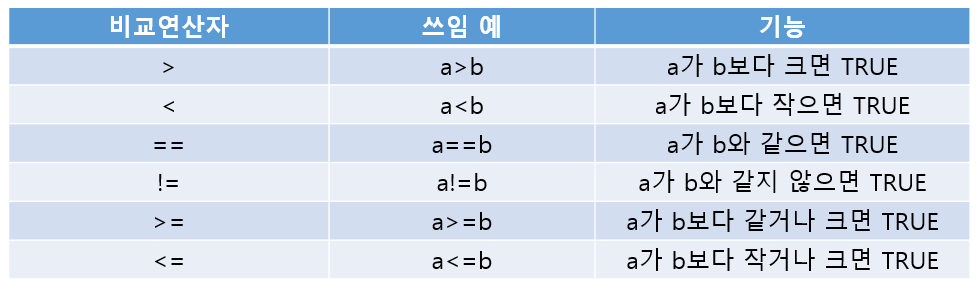 비교연산자 쓰임 예 기능
> a>b a가 b보다 크면 TRUE
< a<b a가 b보다 작으면 TRUE
== a==b a가 b와 같으면 TRUE
!= a!=b a가 b와 같지 않으면 TRUE
>= a>=b a가 b보다 같거나 크면 TRUE
<= a<=b a가 b보다 작거나 크면 TRUE